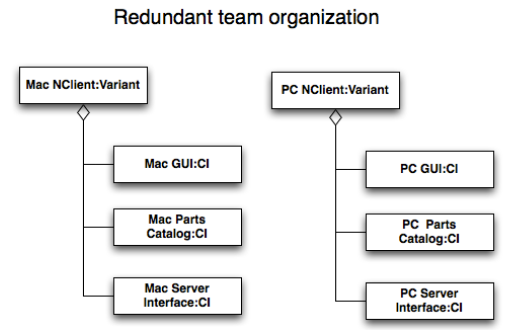 Redundant team organization
Mac NClient:Variant
Mac GUI:CI
Mac Parts
Catalog:CI
Mac Server
Interface:CI
PC NClient:Variant
PC GUI:CI
PC Parts
Catalog:CI
PC Server
Interface:CI